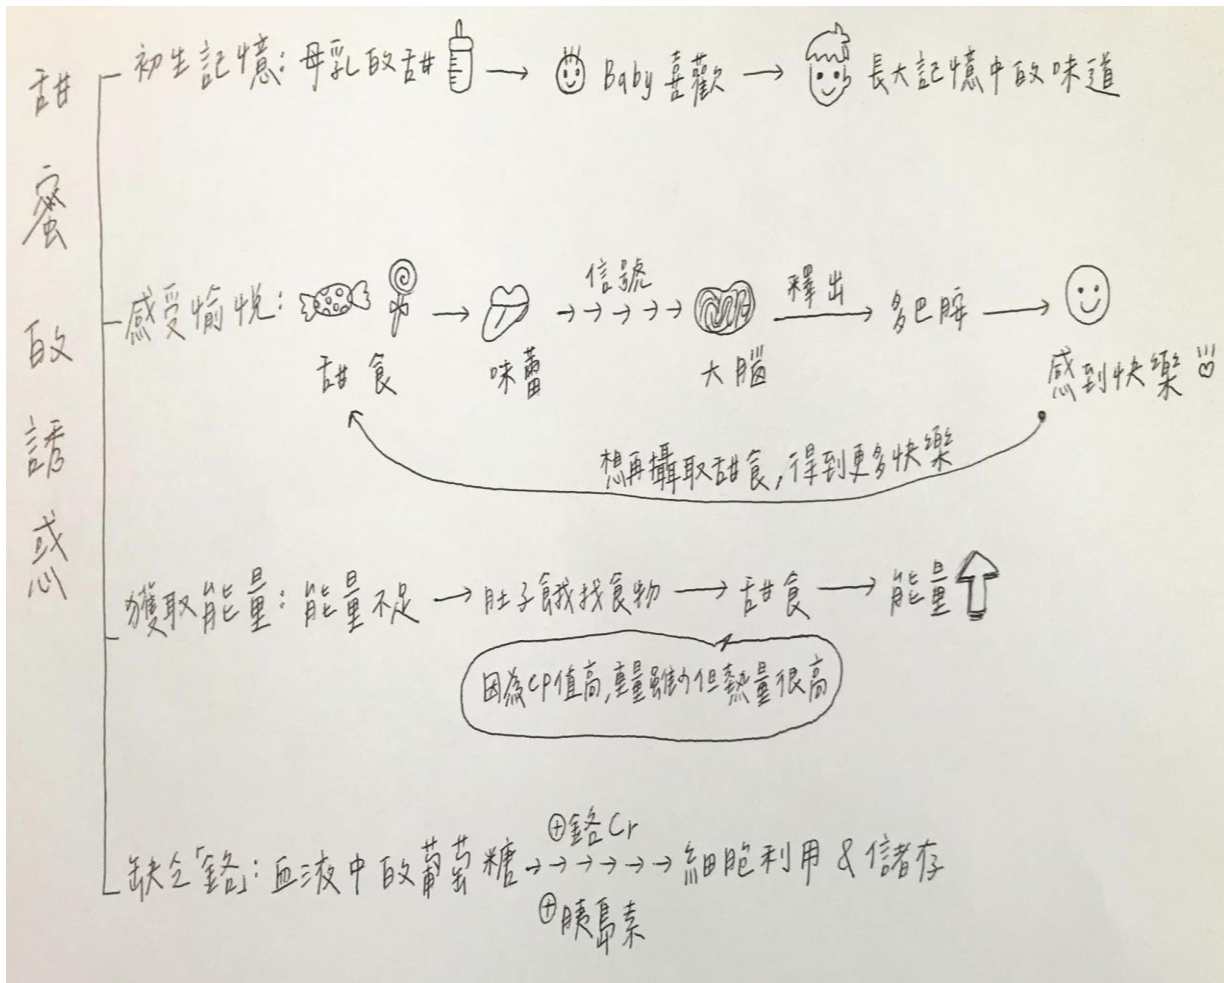 甜蜜的誘惑
初生記憶：母乳的甜 → Baby喜歡 → 長大記憶中的味道
信號
釋出
感受愉悅： → →→→→ → 多巴胺 →
甜食 味蕾 大腦 感到快樂!!!
想再攝取甜食,得到更多快樂
獲取能量：能量不足 → 肚子餓找食物 → 甜食 → 能量
因為CP值高,重量雖小但熱量很高
⊕鉻Cr
缺乏「鉻」：血液中的葡萄糖 →→→→→→ 細胞利用 & 儲存
⊕胰島素